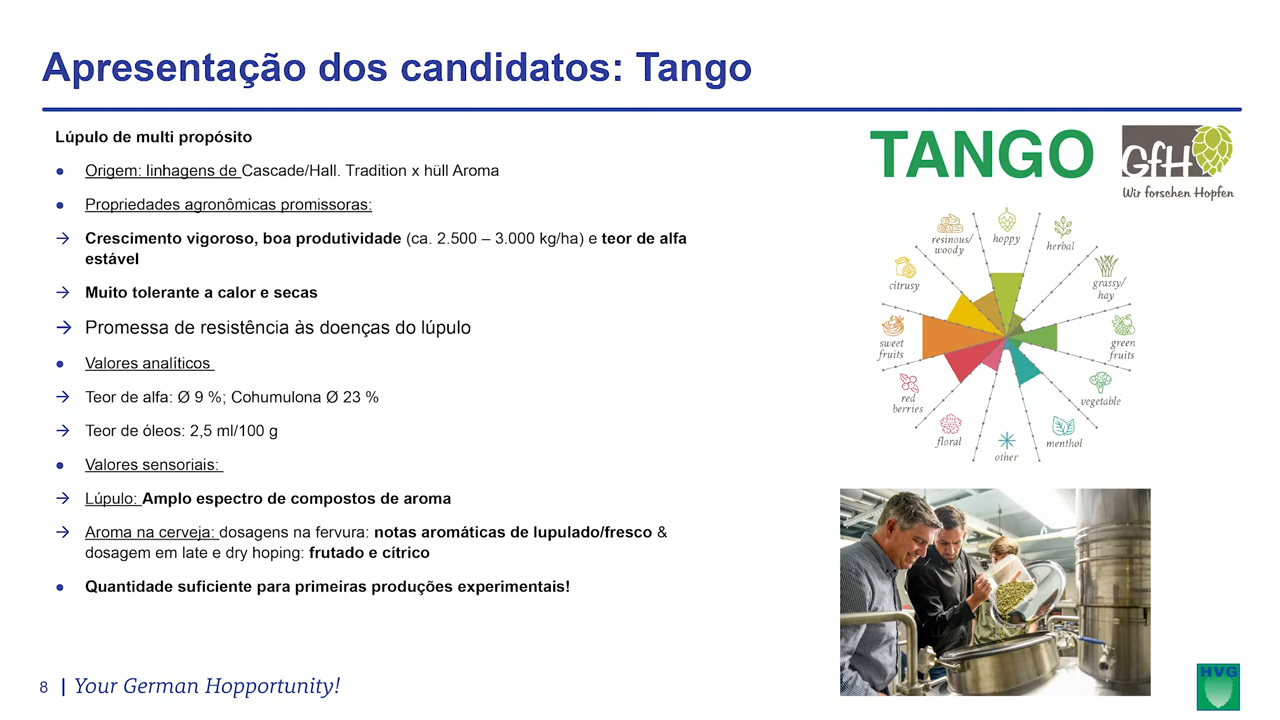 Apresentação dos candidatos: Tango
Lúpulo de multi propósito
● Origem: linhagens de Cascade/Hall. Tradition x hüll Aroma
● Propriedades agronômicas promissoras:
→ Crescimento vigoroso, boa produtividade (ca. 2.500 – 3.000 kg/ha) e teor de alfa
estável
→ Muito tolerante a calor e secas
→ Promessa de resistência às doenças do lúpulo
● Valores analíticos
→ Teor de alfa: Ø 9 %; Cohumulona Ø 23 %
→ Teor de óleos: 2,5 ml/100 g
● Valores sensoriais:
→ Lúpulo: Amplo espectro de compostos de aroma
→ Aroma na cerveja: dosagens na fervura: notas aromáticas de lupulado/fresco &
dosagem em late e dry hoping: frutado e cítrico
● Quantidade suficiente para primeiras produções experimentais!
TANGO
GfH
Wir forschen Hopfen
resinous/
woody
hoppy
herbal
citrusy
grassy/
hay
sweet
fruits
green
fruits
red
berries
vegetable
floral
menthol
other
8 | Your German Hopportunity!
HVG